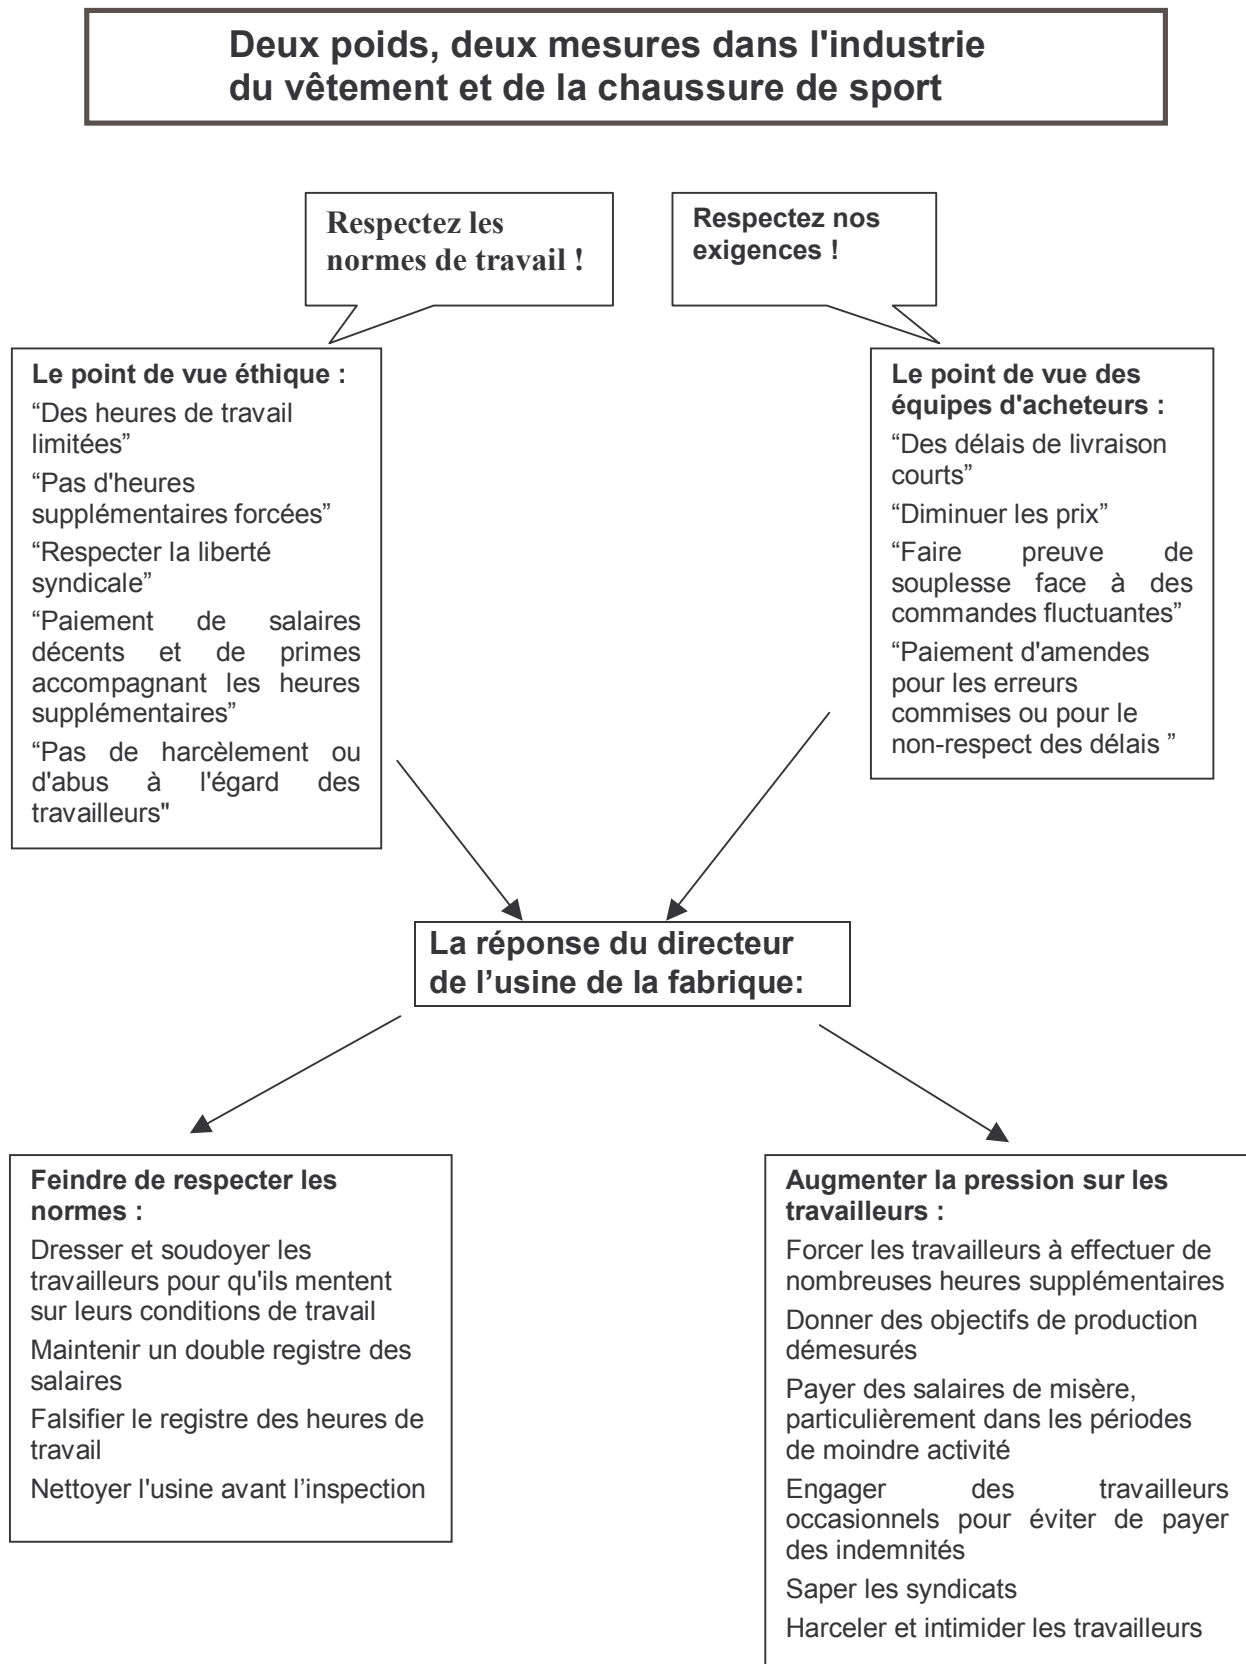 Deux poids, deux mesures dans l'industrie
du vêtement et de la chaussure de sport
Respectez les
normes de travail !
Respectez nos
exigences !
Le point de vue éthique :
“Des heures de travail
limitées”
“Pas d'heures
supplémentaires forcées”
“Respecter la liberté
syndicale”
“Paiement de salaires
décents et de primes
accompagnant les heures
supplémentaires”
“Pas de harcèlement ou
d'abus à l'égard des
travailleurs"
Le point de vue des
équipes d'acheteurs :
“Des délais de livraison
courts”
“Diminuer les prix”
“Faire preuve de
souplesse face à des
commandes fluctuantes”
“Paiement d'amendes
pour les erreurs
commises ou pour le
non-respect des délais ”
La réponse du directeur
de l’usine de la fabrique:
Feindre de respecter les
normes :
Dresser et soudoyer les
travailleurs pour qu'ils mentent
sur leurs conditions de travail
Maintenir un double registre des
salaires
Falsifier le registre des heures de
travail
Nettoyer l'usine avant l’inspection
Augmenter la pression sur les
travailleurs :
Forcer les travailleurs à effectuer de
nombreuses heures supplémentaires
Donner des objectifs de production
démesurés
Payer des salaires de misère,
particulièrement dans les périodes
de moindre activité
Engager des travailleurs
occasionnels pour éviter de payer
des indemnités
Saper les syndicats
Harceler et intimider les travailleurs